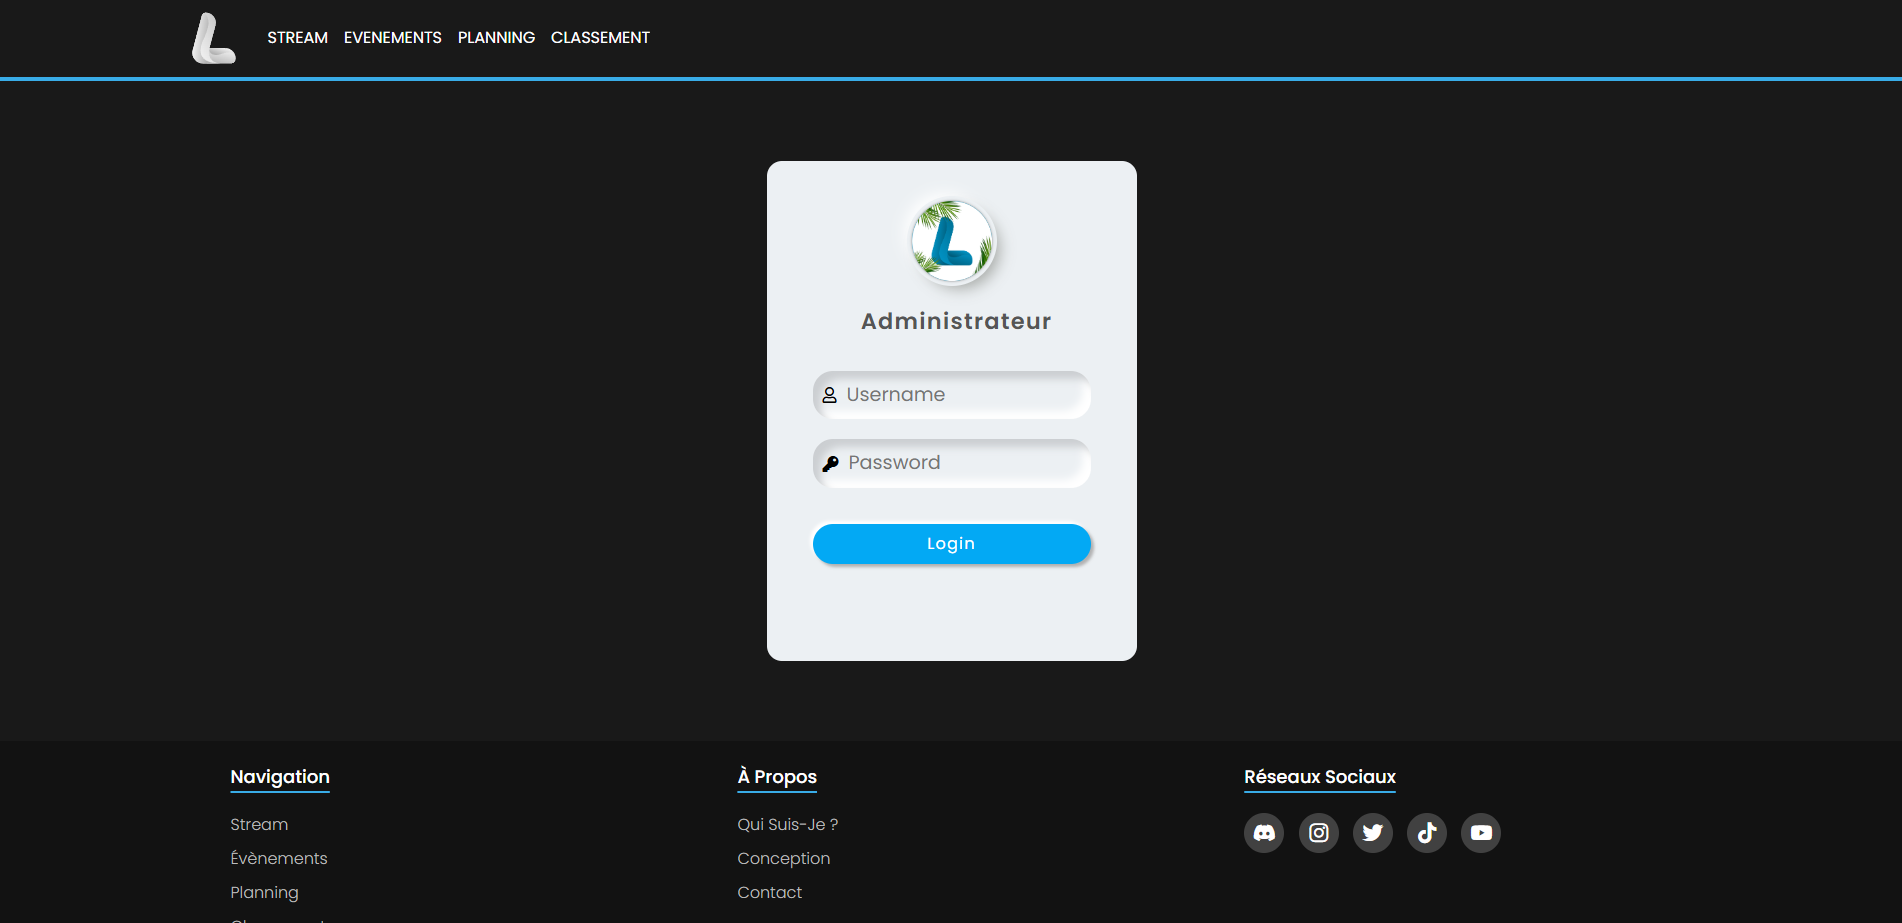 STREAM EVENEMENTS PLANNING CLASSEMENT
Administrateur
Username
Password
Login
Navigation
Stream
Évènements
Planning
À Propos
Qui Suis-Je ?
Conception
Contact
Réseaux Sociaux